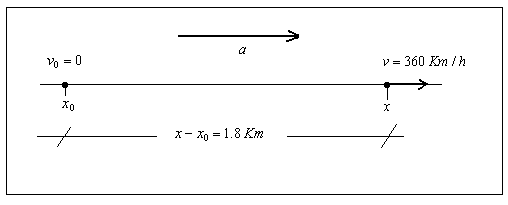 a
v₀ = 0
v = 360 Km / h
x₀
x
x − x₀ = 1.8 Km